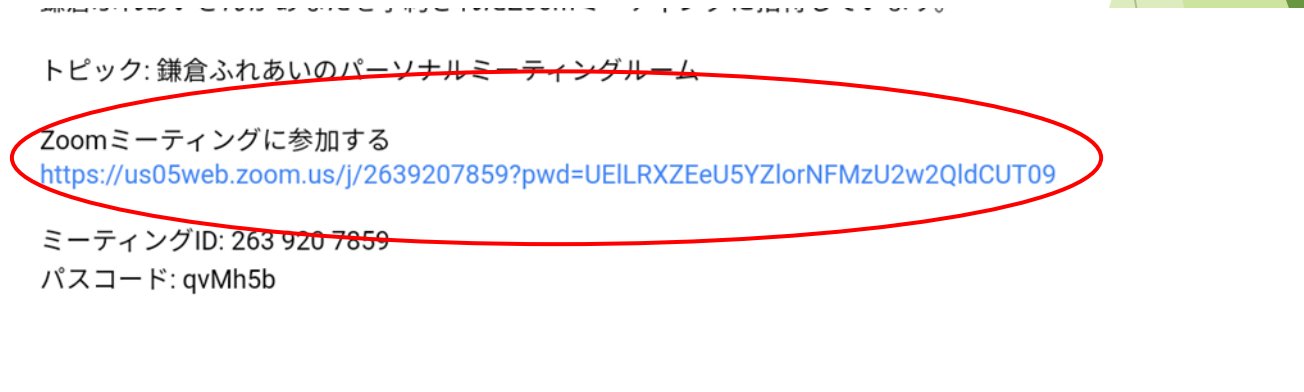 トピック: 鎌倉ふれあいのパーソナルミーティングルーム
Zoomミーティングに参加する
https://us05web.zoom.us/j/2639207859?pwd=UElLRXZEeU5YZlorNFMzU2w2QldCUT09
ミーティングID: 263 920 7859
パスコード: qvMh5b